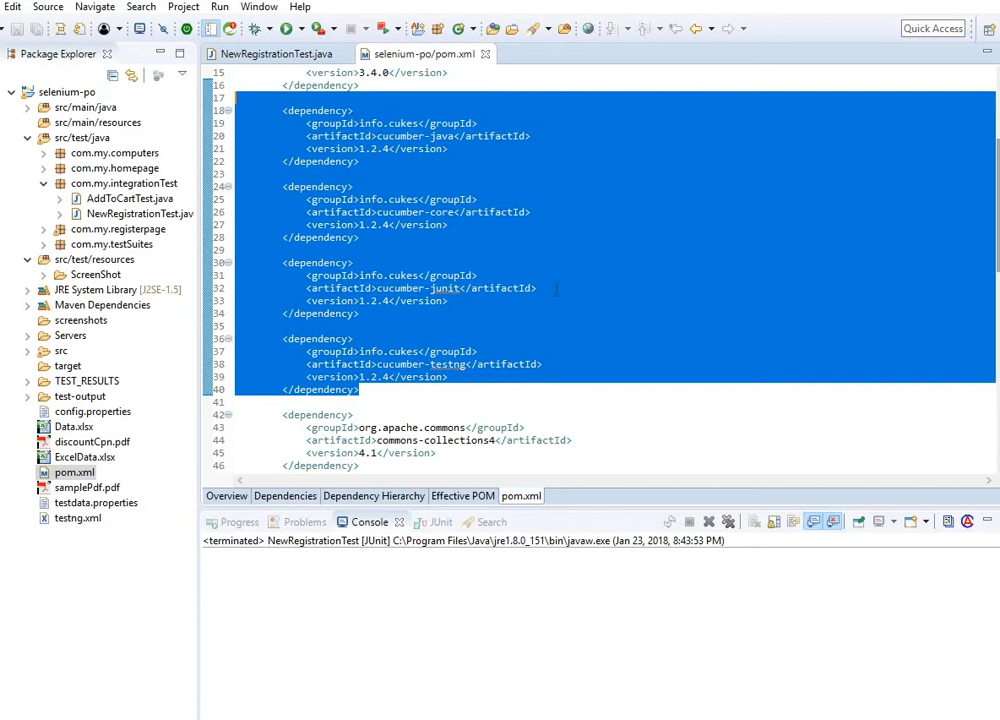 Edit Source Navigate Search Project Run Window Help
Quick Access
Package Explorer
NewRegistrationTest.java
selenium-po/pom.xml
selenium-po
src/main/java
src/main/resources
src/test/java
com.my.computers
com.my.homepage
com.my.integrationTest
AddToCartTest.java
NewRegistrationTest.jav
com.my.registerpage
com.my.testSuites
src/test/resources
ScreenShot
JRE System Library [J2SE-1.5]
Maven Dependencies
screenshots
Servers
src
target
TEST_RESULTS
test-output
config.properties
Data.xlsx
discountCpn.pdf
ExcelData.xlsx
pom.xml
samplePdf.pdf
testdata.properties
testng.xml
15 <version>3.4.0</version>
16 </dependency>
17
18 <dependency>
19 <groupId>info.cukes</groupId>
20 <artifactId>cucumber-java</artifactId>
21 <version>1.2.4</version>
22 </dependency>
23
24 <dependency>
25 <groupId>info.cukes</groupId>
26 <artifactId>cucumber-core</artifactId>
27 <version>1.2.4</version>
28 </dependency>
29
30 <dependency>
31 <groupId>info.cukes</groupId>
32 <artifactId>cucumber-junit</artifactId>
33 <version>1.2.4</version>
34 </dependency>
35
36 <dependency>
37 <groupId>info.cukes</groupId>
38 <artifactId>cucumber-testng</artifactId>
39 <version>1.2.4</version>
40 </dependency>
41
42 <dependency>
43 <groupId>org.apache.commons</groupId>
44 <artifactId>commons-collections4</artifactId>
45 <version>4.1</version>
46 </dependency>
Overview Dependencies Dependency Hierarchy Effective POM pom.xml
Progress Problems Console JUnit Search
<terminated> NewRegistrationTest [JUnit] C:\Program Files\Java\jre1.8.0_151\bin\javaw.exe (Jan 23, 2018, 8:43:53 PM)